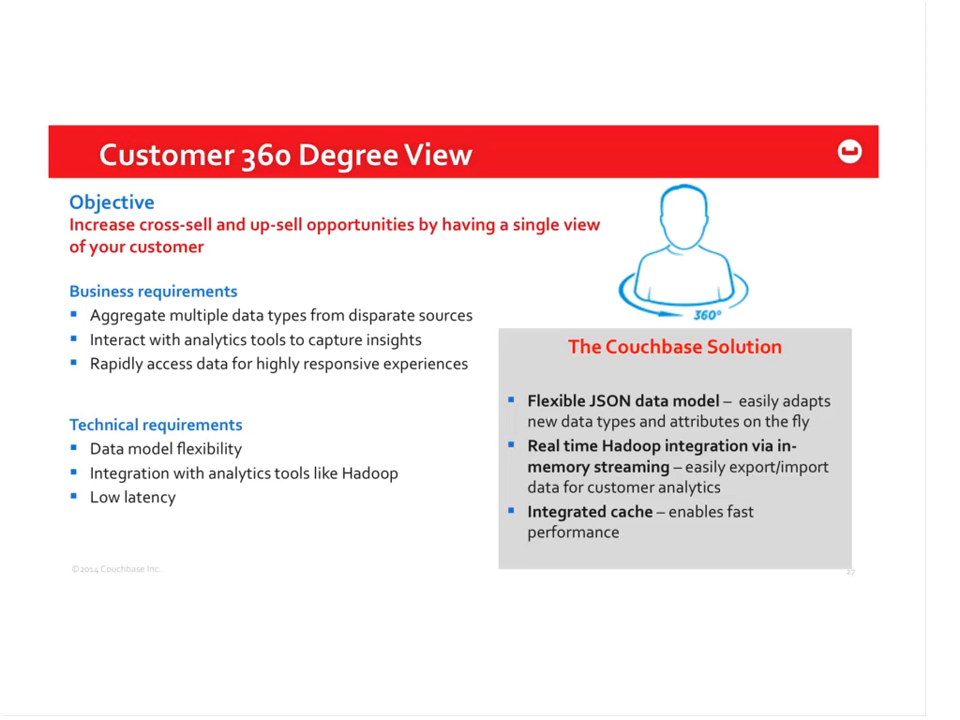 Customer 360 Degree View
Objective
Increase cross-sell and up-sell opportunities by having a single view
of your customer
360°
Business requirements
Aggregate multiple data types from disparate sources
Interact with analytics tools to capture insights
Rapidly access data for highly responsive experiences
Technical requirements
Data model flexibility
Integration with analytics tools like Hadoop
Low latency
The Couchbase Solution
Flexible JSON data model – easily adapts
new data types and attributes on the fly
Real time Hadoop integration via in-
memory streaming – easily export/import
data for customer analytics
Integrated cache – enables fast
performance
©2014 Couchbase Inc.
27